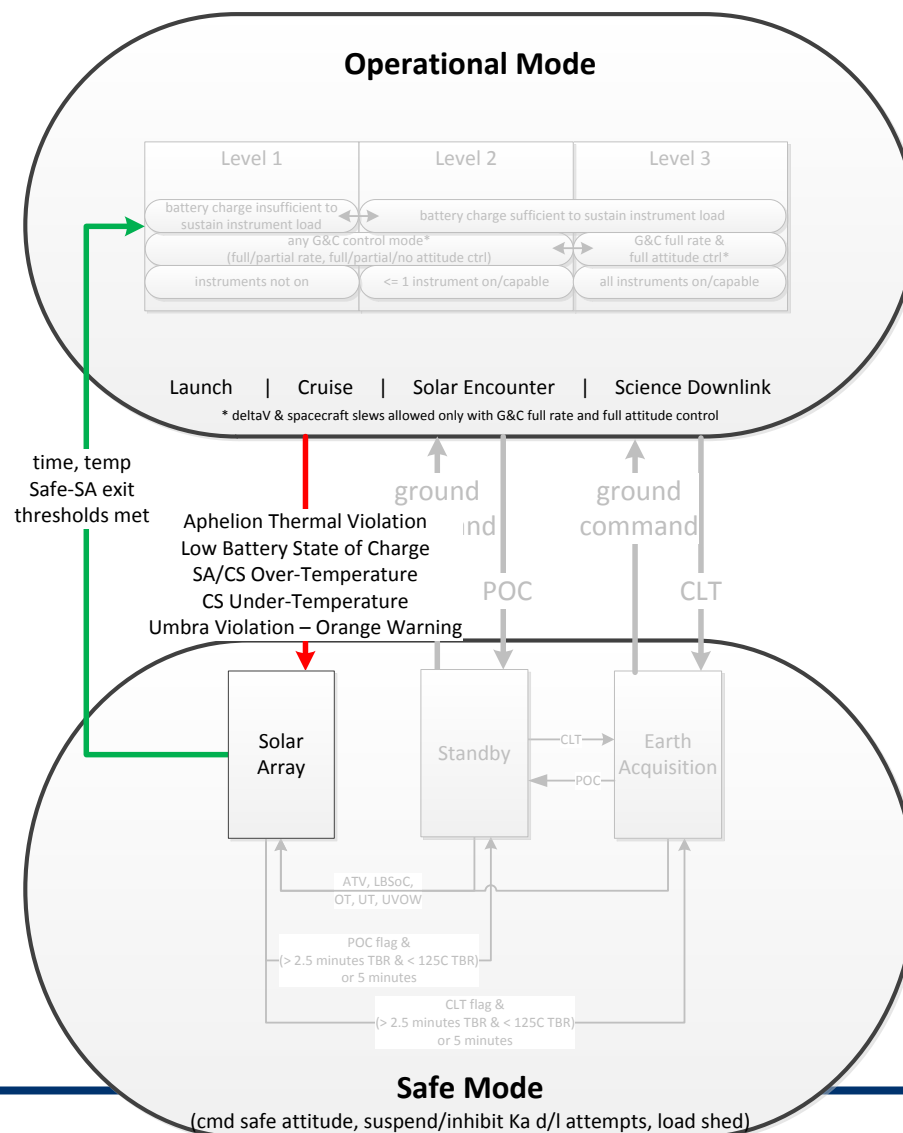 Operational Mode
Level 1
Level 2
Level 3
battery charge insufficient to
sustain instrument load
battery charge sufficient to sustain instrument load
any G&C control mode*
(full/partial rate, full/partial/no attitude ctrl)
G&C full rate &
full attitude ctrl*
instruments not on
<= 1 instrument on/capable
all instruments on/capable
Launch | Cruise | Solar Encounter | Science Downlink
* deltaV & spacecraft slews allowed only with G&C full rate and full attitude control
time, temp
Safe-SA exit
thresholds met
Aphelion Thermal Violation
Low Battery State of Charge
SA/CS Over-Temperature
CS Under-Temperature
Umbra Violation – Orange Warning
ground
POC
ground
command
CLT
Solar
Array
Standby
CLT
POC
Earth
Acquisition
ATV, LBSoC,
OT, UT, UVOW
POC flag &
(> 2.5 minutes TBR & < 125C TBR)
or 5 minutes
CLT flag &
(> 2.5 minutes TBR & < 125C TBR)
or 5 minutes
Safe Mode
(cmd safe attitude, suspend/inhibit Ka d/l attempts, load shed)